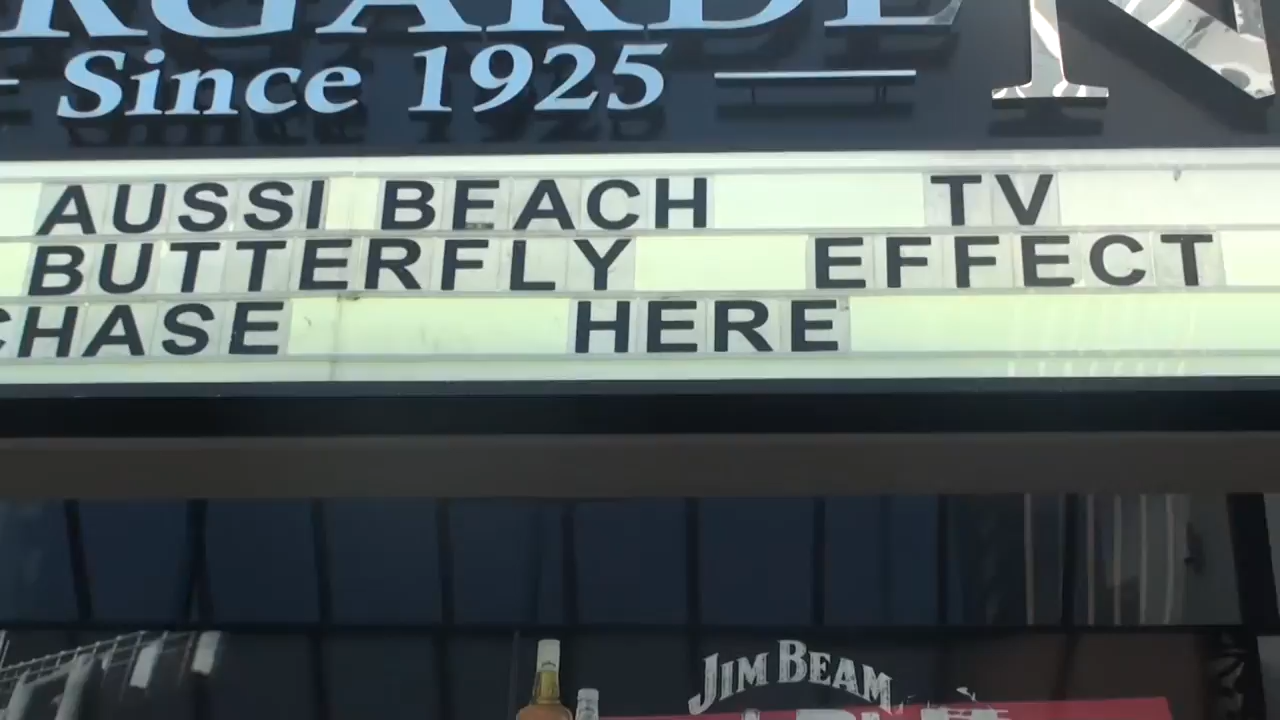 Since 1925
AUSSI BEACH TV
BUTTERFLY EFFECT
CHASE HERE
JIM BEAM